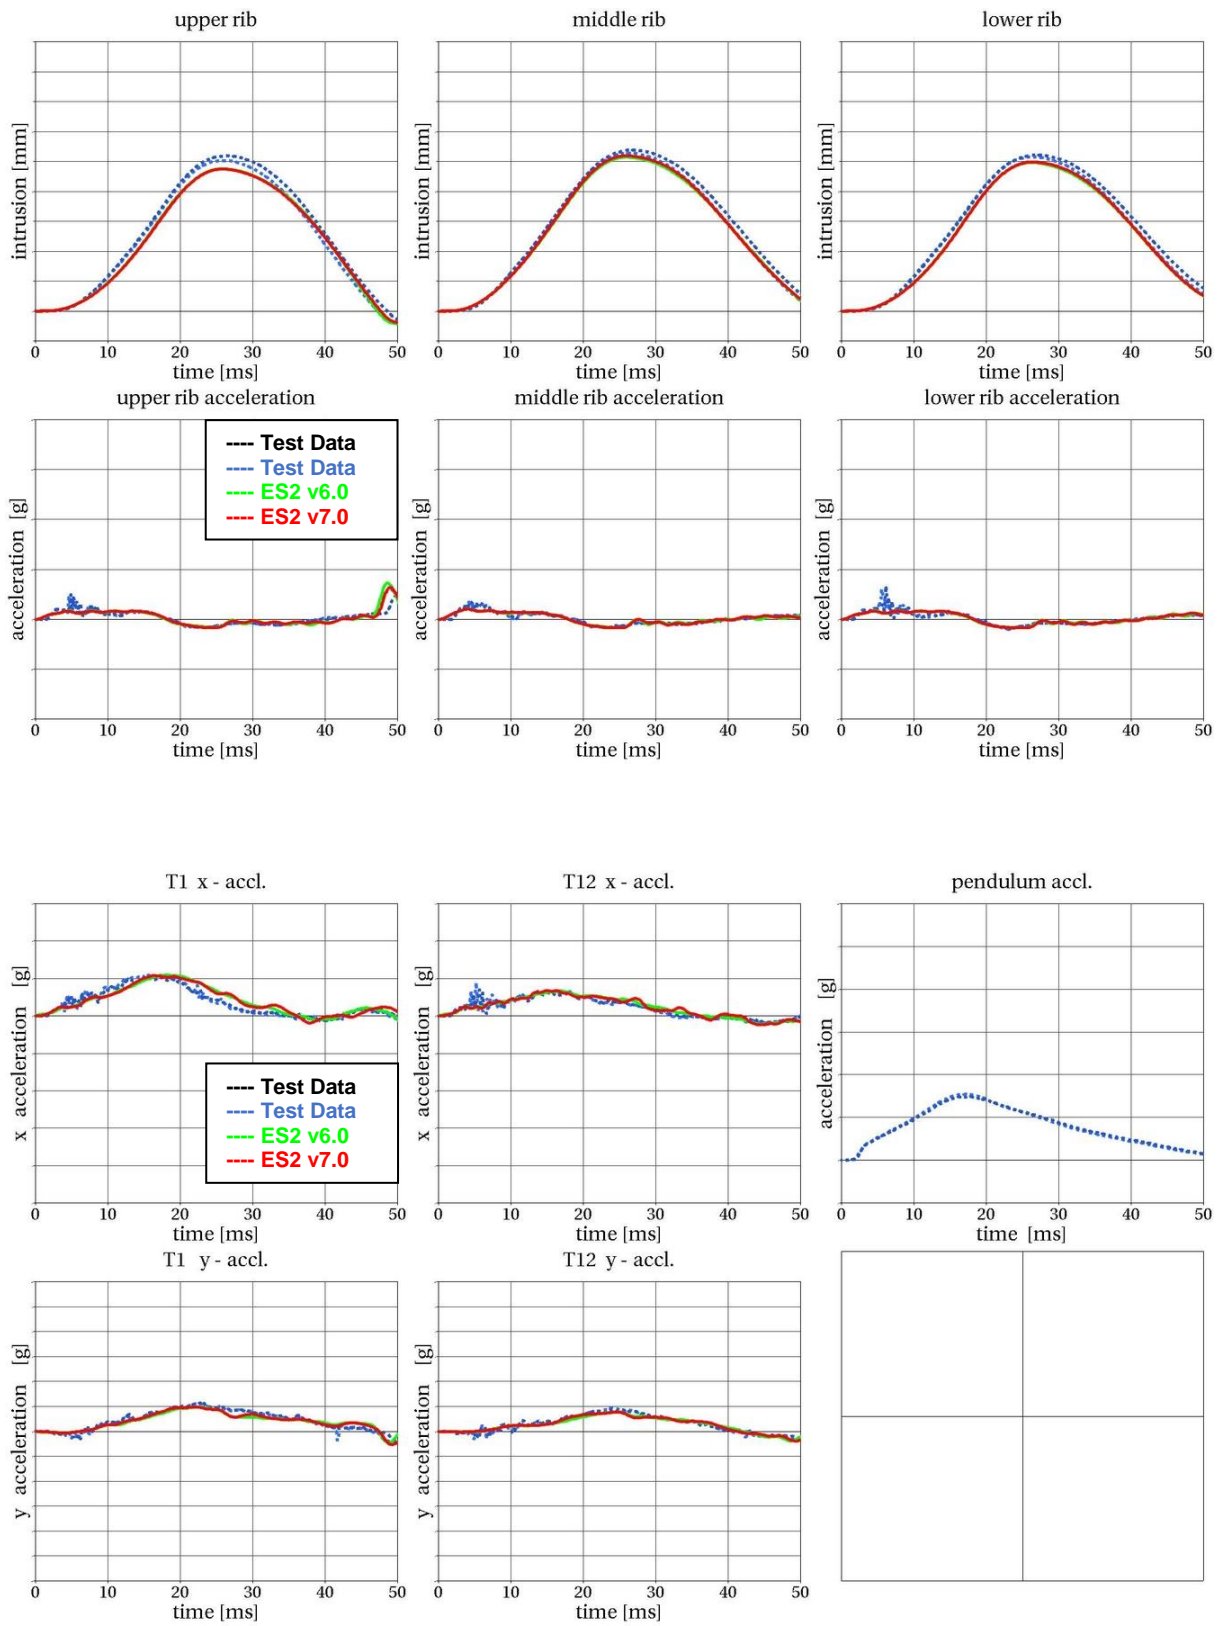 upper rib
middle rib
lower rib
intrusion [mm]
intrusion [mm]
intrusion [mm]
0 10 20 30 40 50
0 10 20 30 40 50
0 10 20 30 40 50
time [ms]
time [ms]
time [ms]
upper rib acceleration
middle rib acceleration
lower rib acceleration
acceleration [g]
acceleration [g]
acceleration [g]
---- Test Data
---- Test Data
---- ES2 v6.0
---- ES2 v7.0
0 10 20 30 40 50
0 10 20 30 40 50
0 10 20 30 40 50
time [ms]
time [ms]
time [ms]
T1 x - accl.
T12 x - accl.
pendulum accl.
x acceleration [g]
x acceleration [g]
acceleration [g]
---- Test Data
---- Test Data
---- ES2 v6.0
---- ES2 v7.0
0 10 20 30 40 50
0 10 20 30 40 50
0 10 20 30 40 50
time [ms]
time [ms]
time [ms]
T1 y - accl.
T12 y - accl.
y acceleration [g]
y acceleration [g]
0 10 20 30 40 50
0 10 20 30 40 50
time [ms]
time [ms]